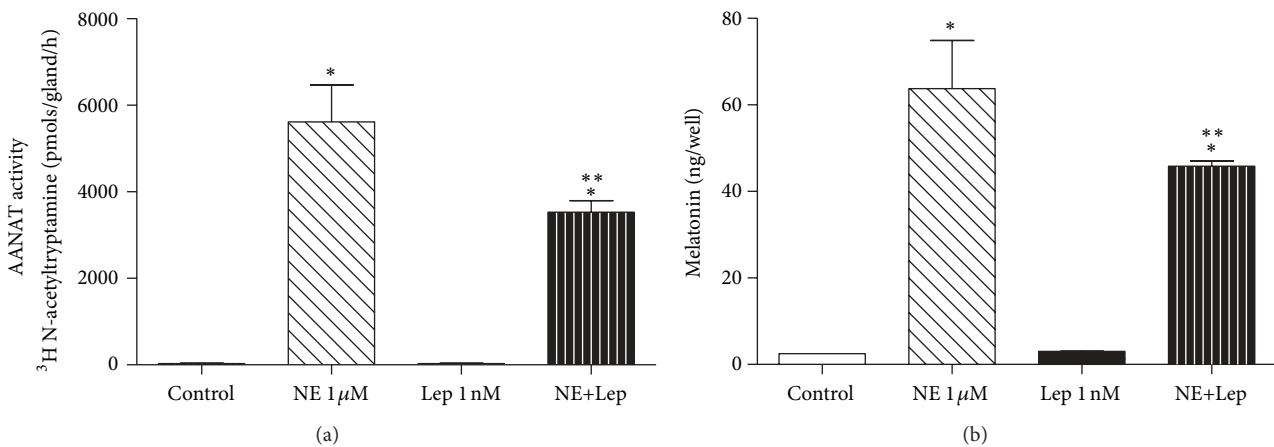 AANAT activity
³H N-acetyltryptamine (pmols/gland/h)
8000
6000
4000
2000
0
*
**
*
Control
NE 1 μM
Lep 1 nM
NE+Lep
(a)
Melatonin (ng/well)
80
60
40
20
0
*
**
*
Control
NE 1 μM
Lep 1 nM
NE+Lep
(b)